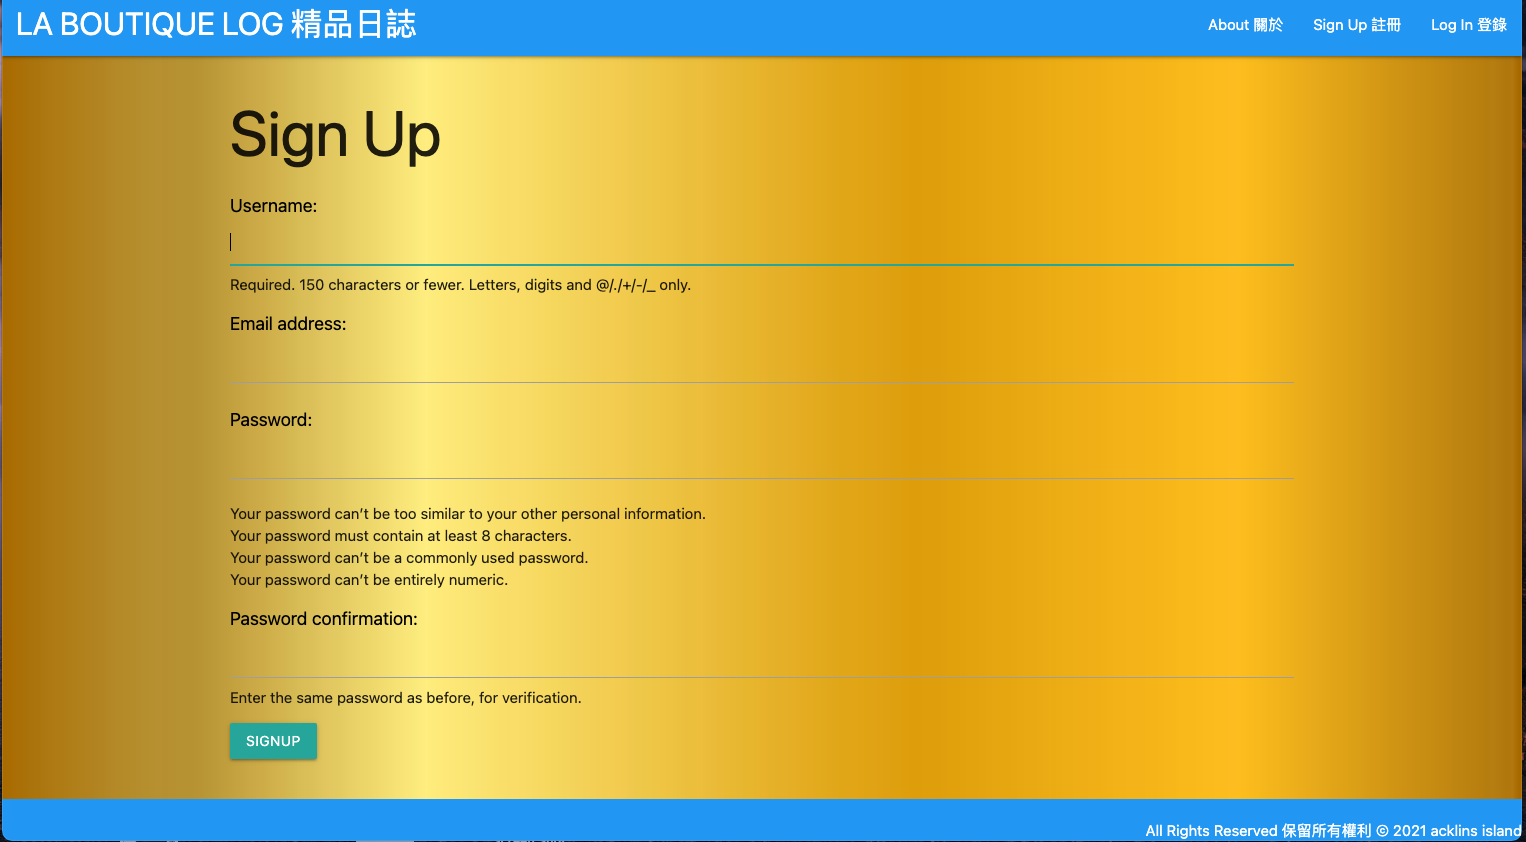 LA BOUTIQUE LOG 精品日誌
About 關於
Sign Up 註冊
Log In 登錄
Sign Up
Username:
Required. 150 characters or fewer. Letters, digits and @/./+/-/_ only.
Email address:
Password:
Your password can't be too similar to your other personal information.
Your password must contain at least 8 characters.
Your password can't be a commonly used password.
Your password can't be entirely numeric.
Password confirmation:
Enter the same password as before, for verification.
SIGNUP
All Rights Reserved 保留所有權利 © 2021 acklins island